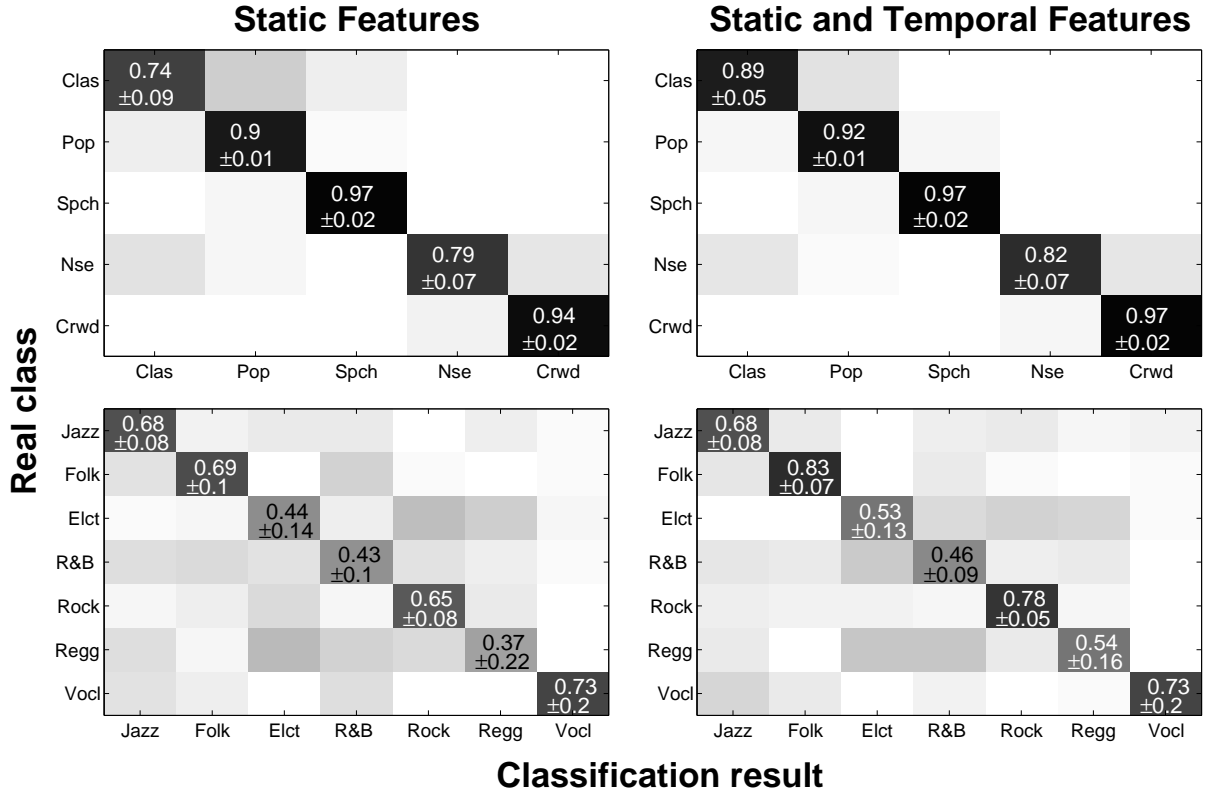 Static Features
Static and Temporal Features
Clas
0.74
±0.09
Pop
0.9
±0.01
Spch
0.97
±0.02
Nse
0.79
±0.07
Crwd
0.94
±0.02
Clas Pop Spch Nse Crwd
Clas
0.89
±0.05
Pop
0.92
±0.01
Spch
0.97
±0.02
Nse
0.82
±0.07
Crwd
0.97
±0.02
Clas Pop Spch Nse Crwd
Real class
Jazz
0.68
±0.08
Folk
0.69
±0.1
Elct
0.44
±0.14
R&B
0.43
±0.1
Rock
0.65
±0.08
Regg
0.37
±0.22
Vocl
0.73
±0.2
Jazz Folk Elct R&B Rock Regg Vocl
Jazz
0.68
±0.08
Folk
0.83
±0.07
Elct
0.53
±0.13
R&B
0.46
±0.09
Rock
0.78
±0.05
Regg
0.54
±0.16
Vocl
0.73
±0.2
Jazz Folk Elct R&B Rock Regg Vocl
Classification result